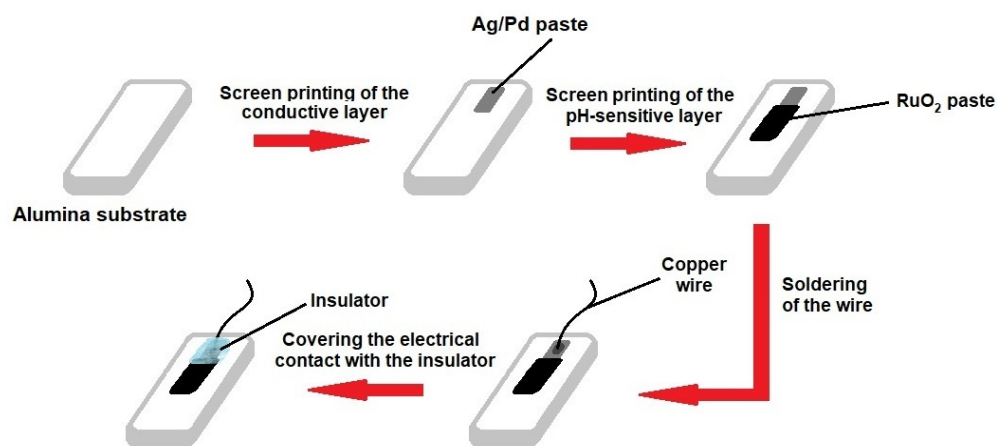 Ag/Pd paste
Screen printing of the
conductive layer
Screen printing of the
pH-sensitive layer
RuO₂ paste
Alumina substrate
Soldering
of the wire
Copper
wire
Insulator
Covering the electrical
contact with the insulator